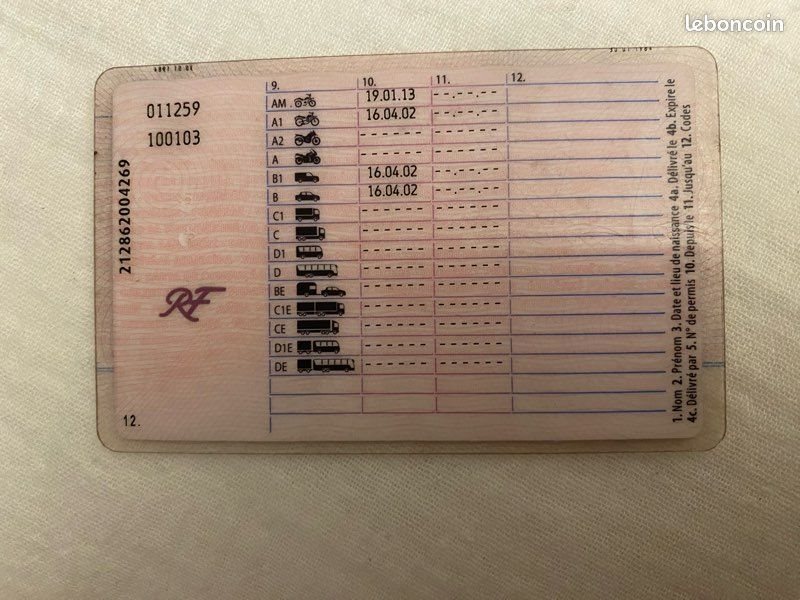 leboncoin
9. 10. 11. 12.
AM. 19.01.13 --.--.--
A1 16.04.02 --.--.--
A2
A
B1 16.04.02 --.--.--
B 16.04.02 --.--.--
C1
C
D1
D
BE
C1E
CE
D1E
DE
011259
100103
212862004269
RF
12.
1. Nom 2. Prénom 3. Date et lieu de naissance 4a. Délivré le 4b. Expire le
4c. Délivré par 5. N° de permis 10. Depuis le 11. Jusqu'au 12. Codes